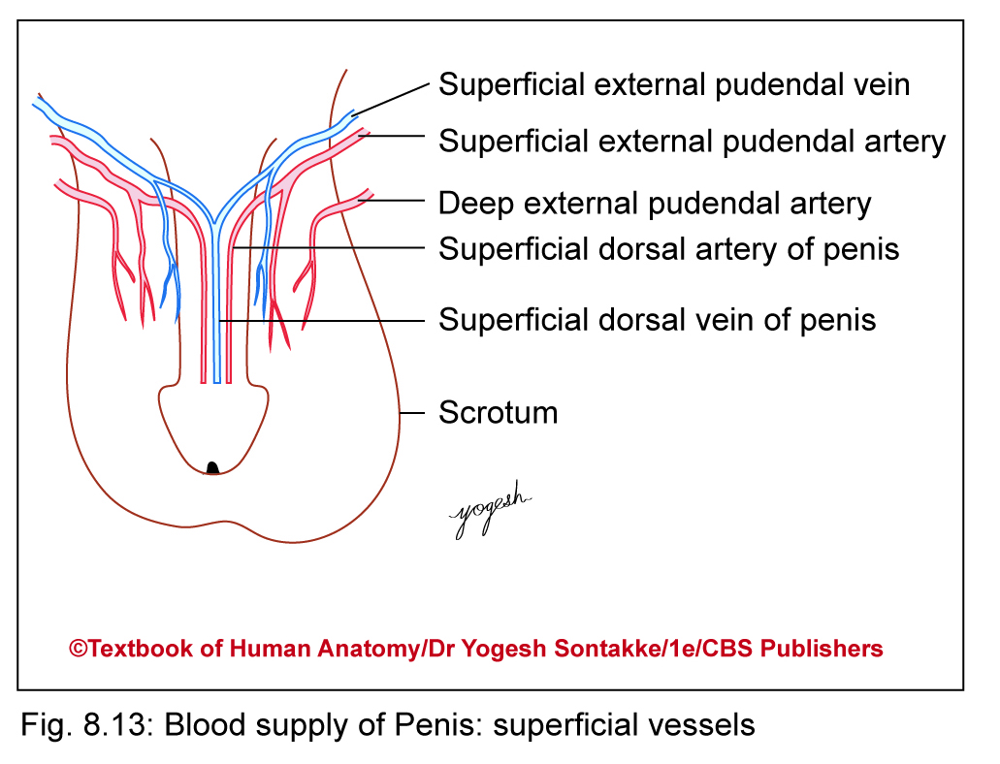 Superficial external pudendal vein
Superficial external pudendal artery
Deep external pudendal artery
Superficial dorsal artery of penis
Superficial dorsal vein of penis
Scrotum
yogesh
©Textbook of Human Anatomy/Dr Yogesh Sontakke/1e/CBS Publishers
Fig. 8.13: Blood supply of Penis: superficial vessels